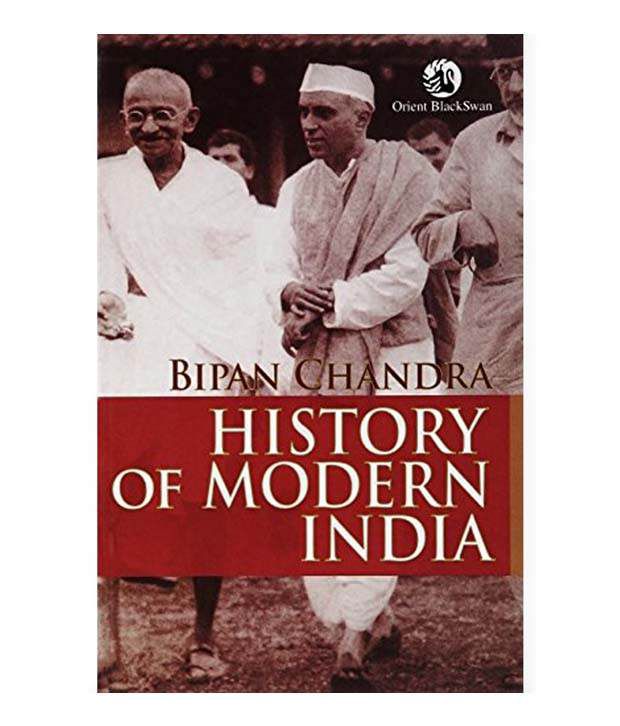 Orient BlackSwan
BIPAN CHANDRA
HISTORY
OF MODERN
INDIA